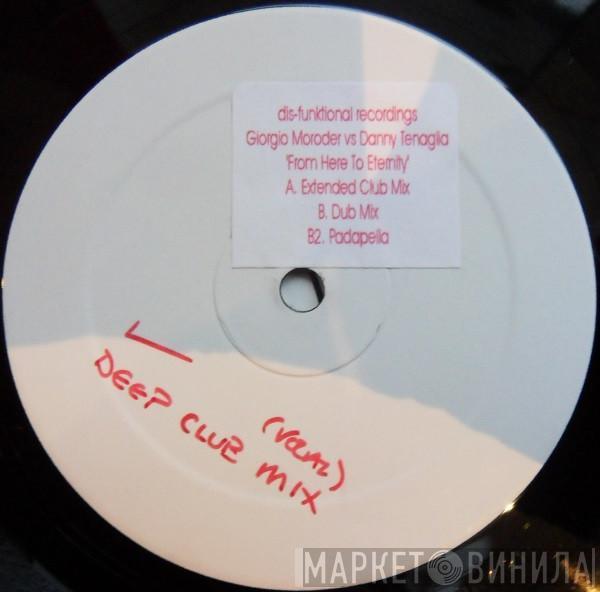 dis-funktional recordings
Giorgio Moroder vs Danny Tenaglia
'From Here To Eternity'
A. Extended Club Mix
B. Dub Mix
B2. Padapella
(VOCAL)
DEEP CLUB MIX
МАРКЕТ ВИНИЛА